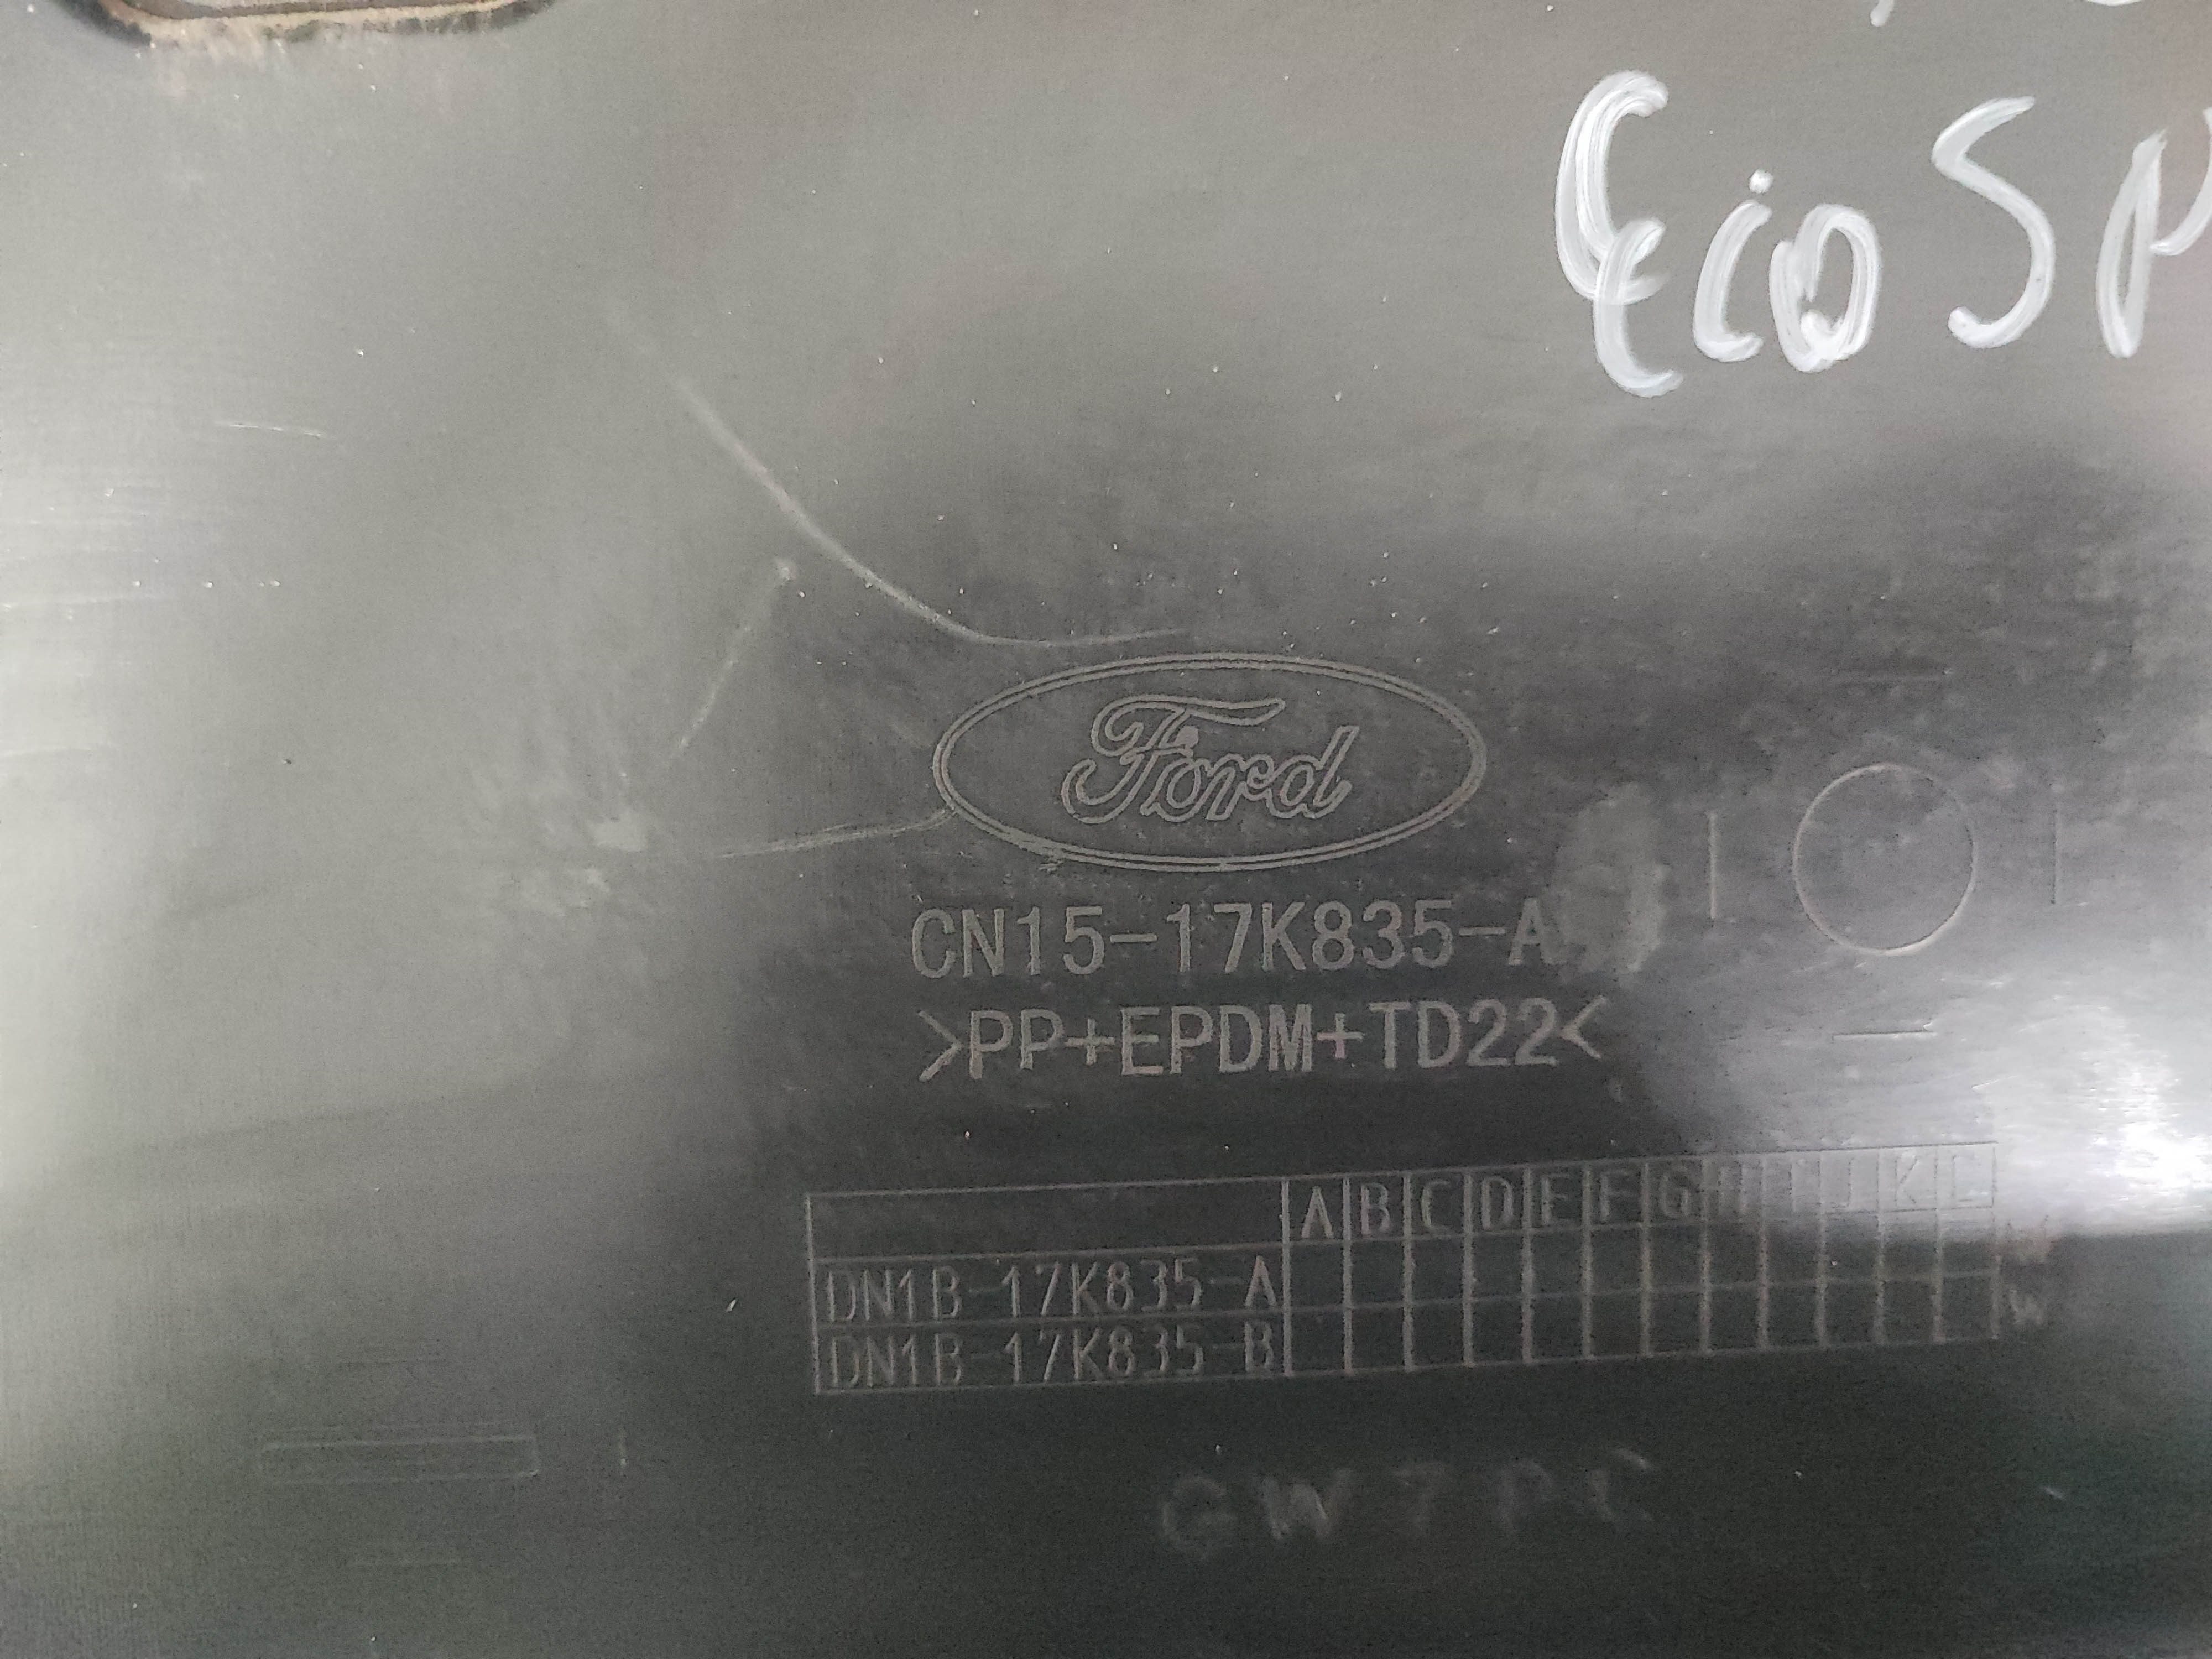 EcoSp
Ford
CN15-17K835-A
>PP+EPDM+TD22<
A B C D E F G H I J K L
DN1B-17K835-A
DN1B-17K835-B
W